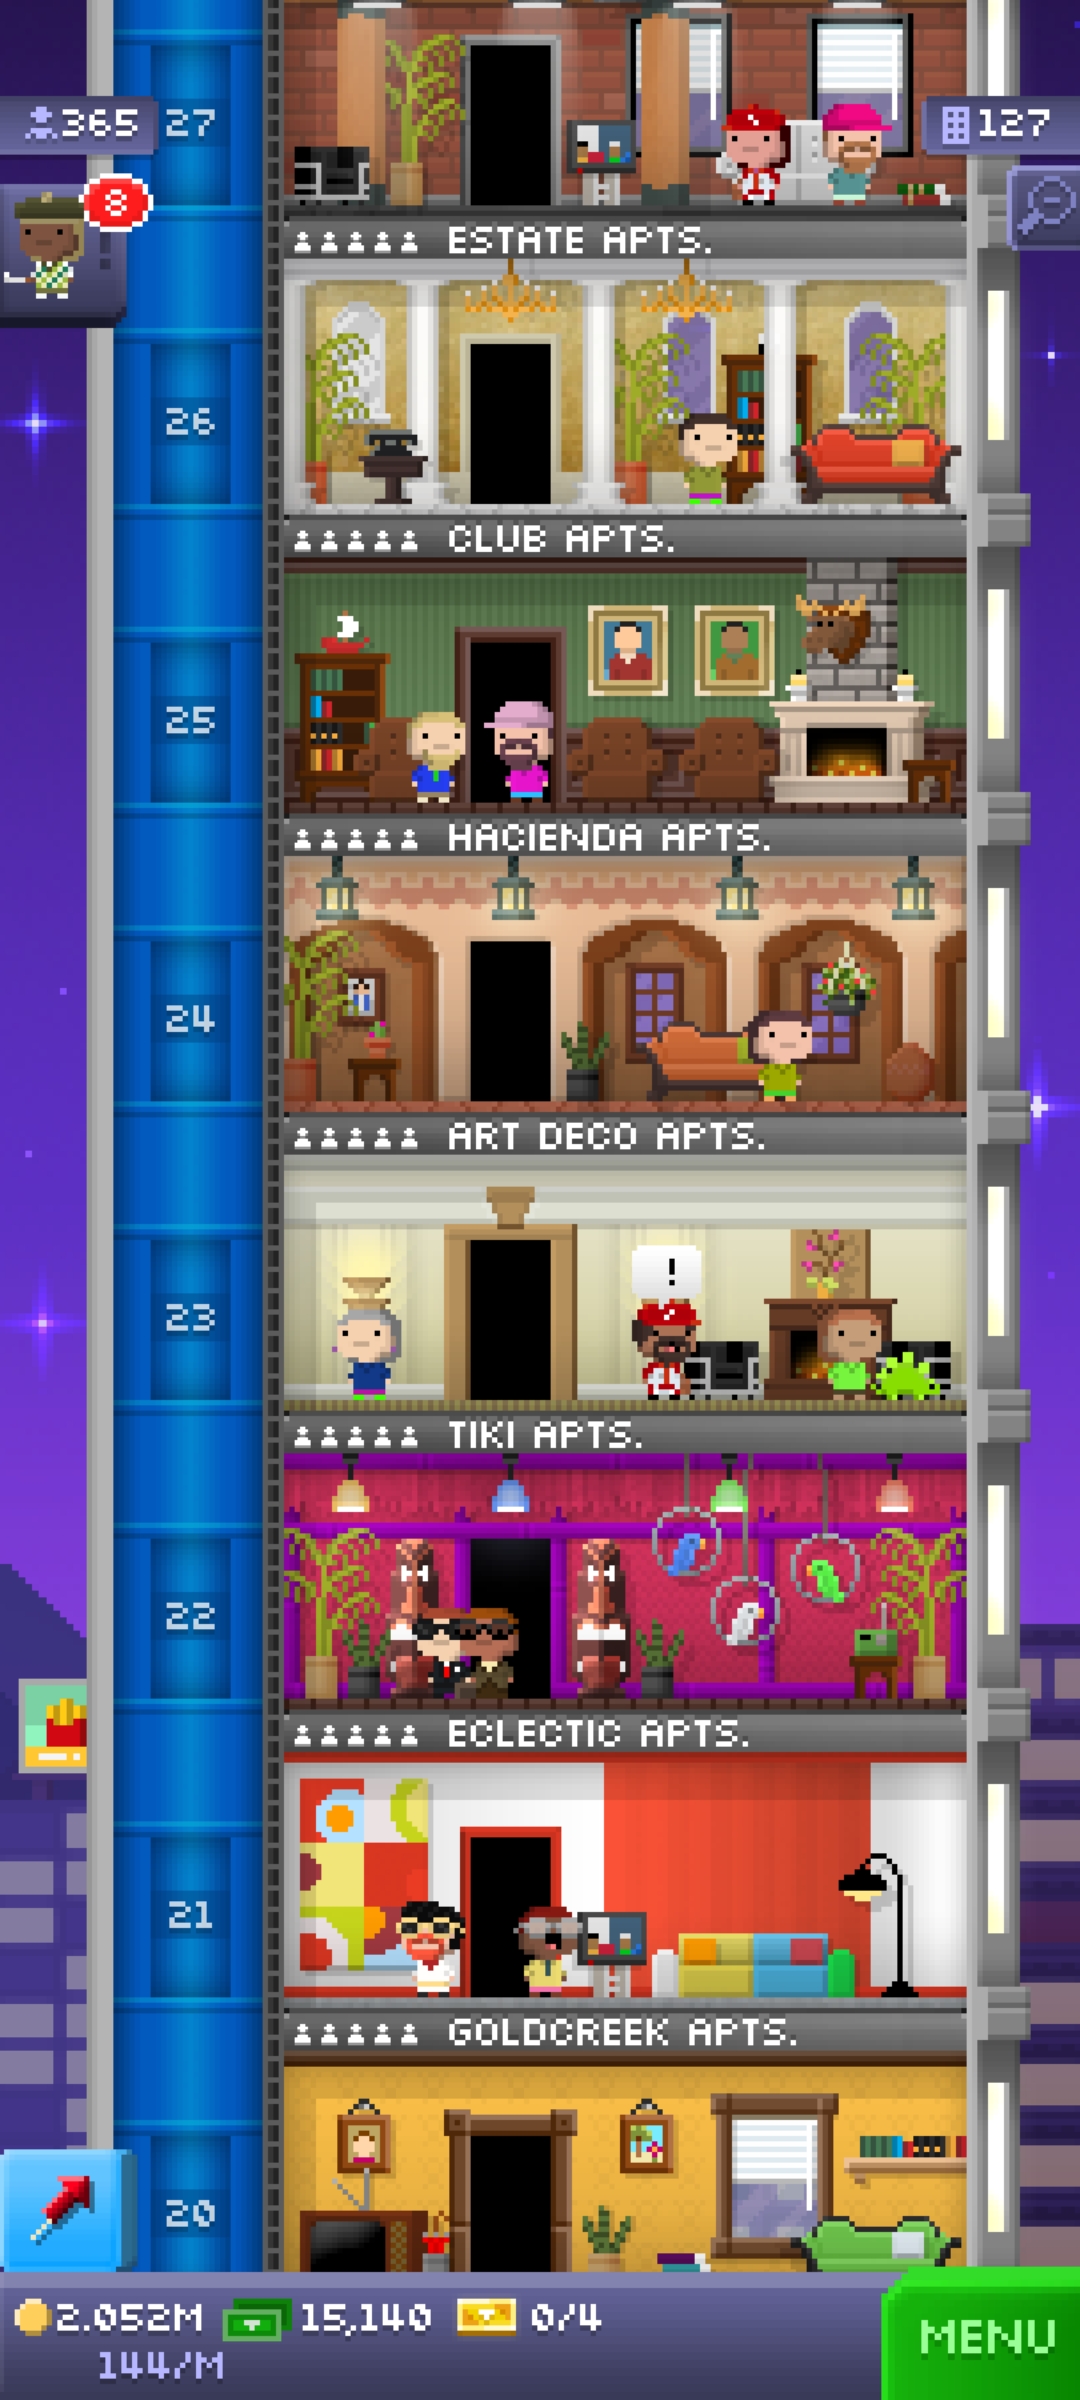 365
27
127
8
ESTATE APTS.
26
CLUB APTS.
25
HACIENDA APTS.
24
ART DECO APTS.
!
23
TIKI APTS.
22
ECLECTIC APTS.
21
GOLDCREEK APTS.
20
2.052M 15,140 0/4
144/M
MENU